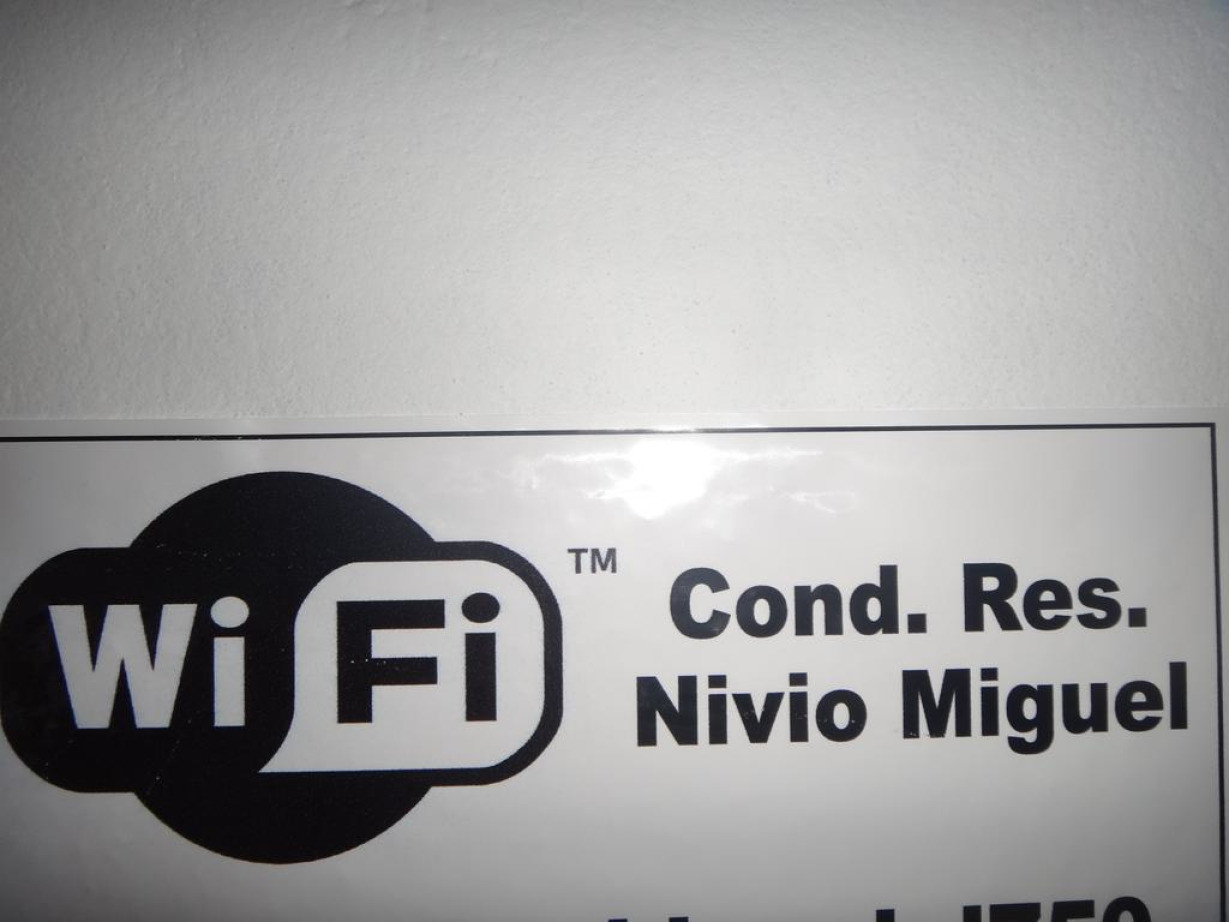 WiFi ™
Cond. Res.
Nivio Miguel